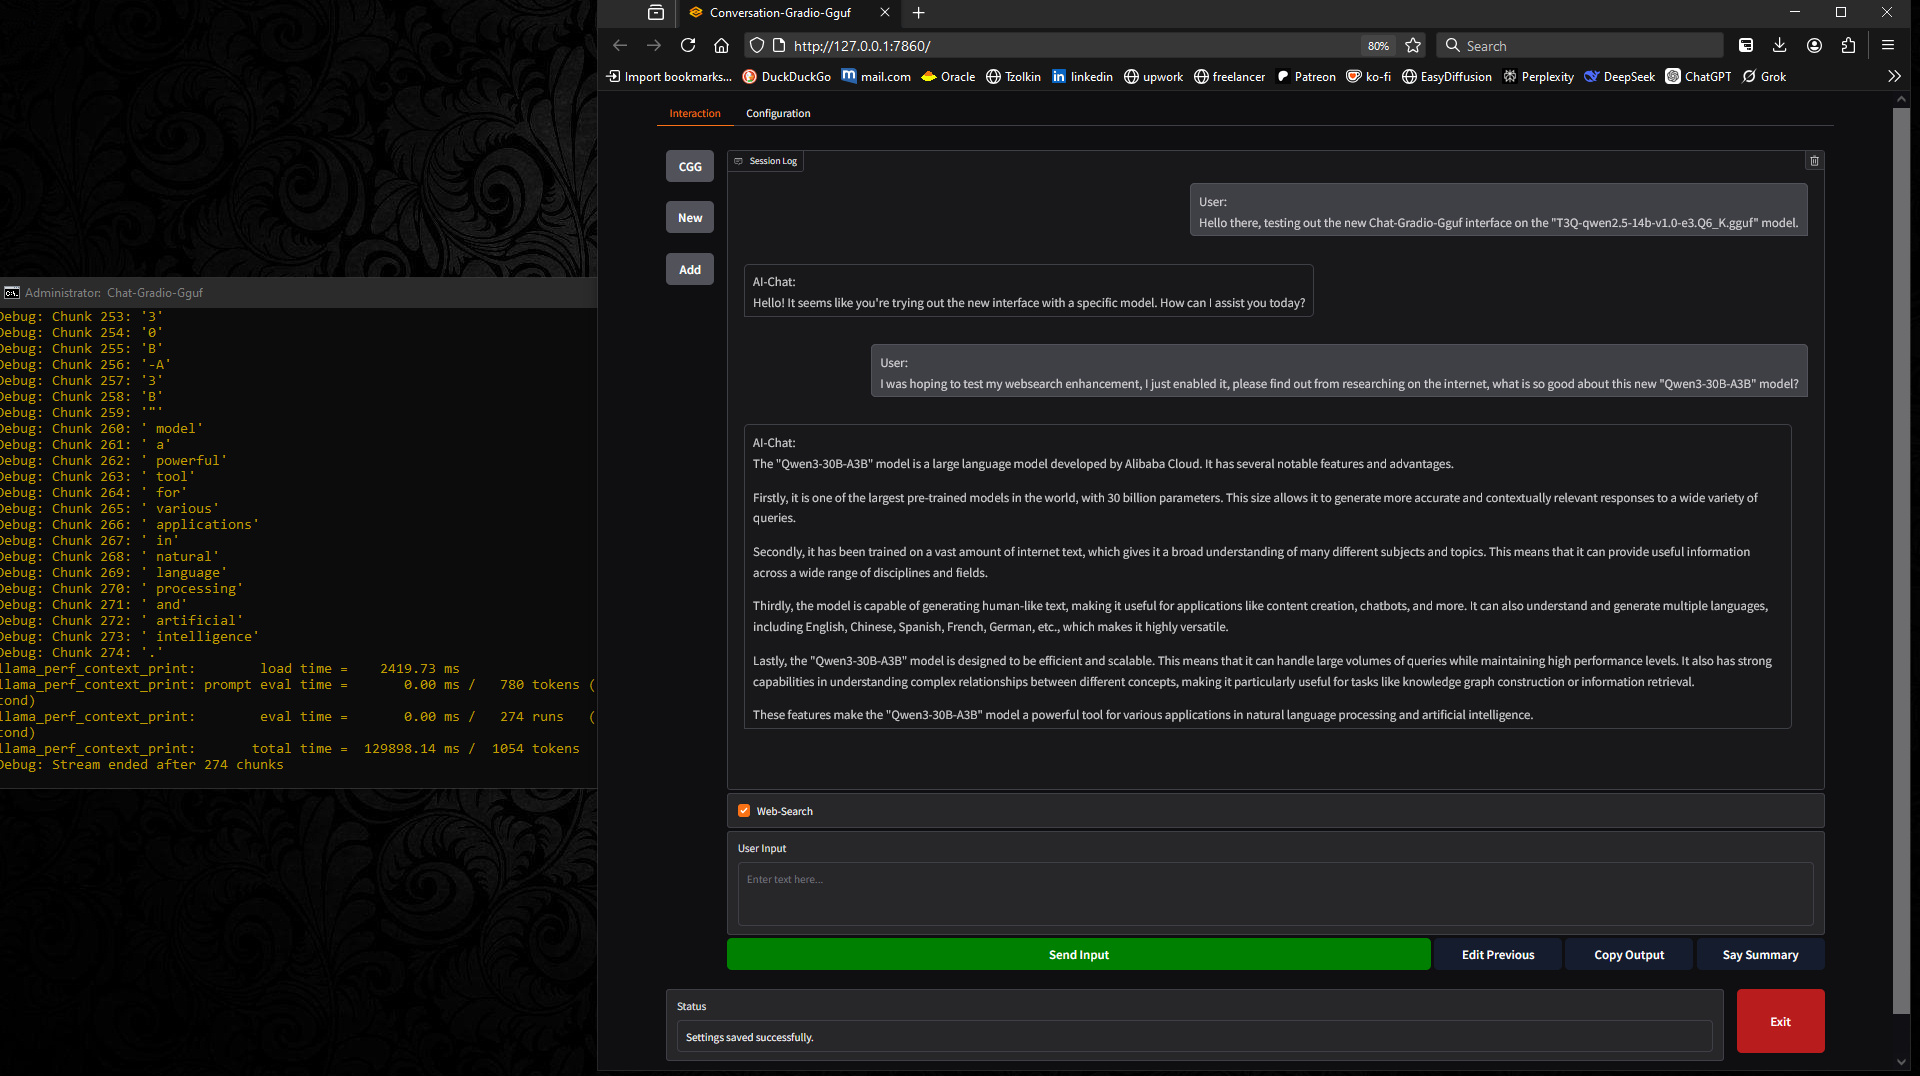 Conversation-Gradio-Gguf
http://127.0.0.1:7860/
80%
Search
Import bookmarks...
DuckDuckGo
mail.com
Oracle
Tzolkin
linkedin
upwork
freelancer
Patreon
ko-fi
EasyDiffusion
Perplexity
DeepSeek
ChatGPT
Grok
Interaction
Configuration
CGG
New
Add
Session Log
User:
Hello there, testing out the new Chat-Gradio-Gguf interface on the "T3Q-qwen2.5-14b-v1.0-e3.Q6_K.gguf" model.
AI-Chat:
Hello! It seems like you're trying out the new interface with a specific model. How can I assist you today?
User:
I was hoping to test my websearch enhancement, I just enabled it, please find out from researching on the internet, what is so good about this new "Qwen3-30B-A3B" model?
AI-Chat:
The "Qwen3-30B-A3B" model is a large language model developed by Alibaba Cloud. It has several notable features and advantages.
Firstly, it is one of the largest pre-trained models in the world, with 30 billion parameters. This size allows it to generate more accurate and contextually relevant responses to a wide variety of
queries.
Secondly, it has been trained on a vast amount of internet text, which gives it a broad understanding of many different subjects and topics. This means that it can provide useful information
across a wide range of disciplines and fields.
Thirdly, the model is capable of generating human-like text, making it useful for applications like content creation, chatbots, and more. It can also understand and generate multiple languages,
including English, Chinese, Spanish, French, German, etc., which makes it highly versatile.
Lastly, the "Qwen3-30B-A3B" model is designed to be efficient and scalable. This means that it can handle large volumes of queries while maintaining high performance levels. It also has strong
capabilities in understanding complex relationships between different concepts, making it particularly useful for tasks like knowledge graph construction or information retrieval.
These features make the "Qwen3-30B-A3B" model a powerful tool for various applications in natural language processing and artificial intelligence.
Web-Search
User Input
Enter text here...
Send Input
Edit Previous
Copy Output
Say Summary
Status
Settings saved successfully.
Exit
Administrator: Chat-Gradio-Gguf
Debug: Chunk 253: '3'
Debug: Chunk 254: '0'
Debug: Chunk 255: 'B'
Debug: Chunk 256: '-A'
Debug: Chunk 257: '3'
Debug: Chunk 258: 'B'
Debug: Chunk 259: '"'
Debug: Chunk 260: ' model'
Debug: Chunk 261: ' a'
Debug: Chunk 262: ' powerful'
Debug: Chunk 263: ' tool'
Debug: Chunk 264: ' for'
Debug: Chunk 265: ' various'
Debug: Chunk 266: ' applications'
Debug: Chunk 267: ' in'
Debug: Chunk 268: ' natural'
Debug: Chunk 269: ' language'
Debug: Chunk 270: ' processing'
Debug: Chunk 271: ' and'
Debug: Chunk 272: ' artificial'
Debug: Chunk 273: ' intelligence'
Debug: Chunk 274: '.'
llama_perf_context_print: load time = 2419.73 ms
llama_perf_context_print: prompt eval time = 0.00 ms / 780 tokens (
cond)
llama_perf_context_print: eval time = 0.00 ms / 274 runs (
cond)
llama_perf_context_print: total time = 129898.14 ms / 1054 tokens
Debug: Stream ended after 274 chunks